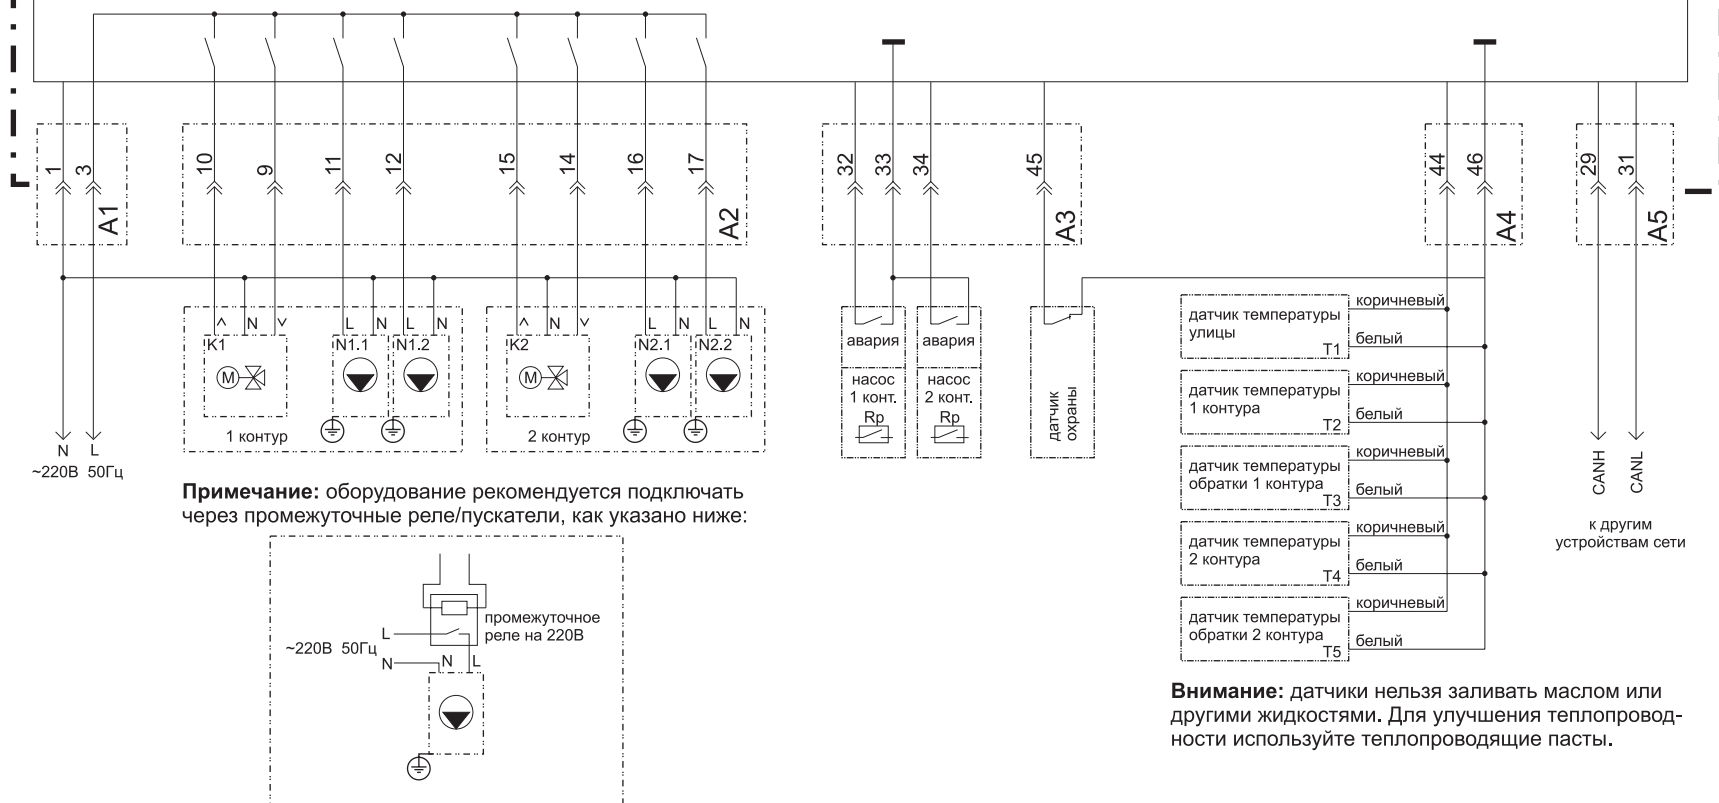 1
3
A1
10
9
11
12
15
14
16
17
A2
32
33
34
45
A3
44
46
A4
29
31
A5
< N >
L N L N
K1
N1.1 N1.2
M
1 контур
< N >
L N L N
K2
N2.1 N2.2
M
2 контур
N L
~220В 50Гц
авария
насос
1 конт.
Rp
авария
насос
2 конт.
Rp
датчик
охраны
датчик температуры
улицы
T1
коричневый
белый
датчик температуры
1 контура
T2
коричневый
белый
датчик температуры
обратки 1 контура
T3
коричневый
белый
датчик температуры
2 контура
T4
коричневый
белый
датчик температуры
обратки 2 контура
T5
коричневый
белый
CANH
CANL
к другим
устройствам сети
Примечание: оборудование рекомендуется подключать
через промежуточные реле/пускатели, как указано ниже:
промежуточное
реле на 220В
L
~220В 50Гц
N
N L
Внимание: датчики нельзя заливать маслом или
другими жидкостями. Для улучшения теплопровод-
ности используйте теплопроводящие пасты.